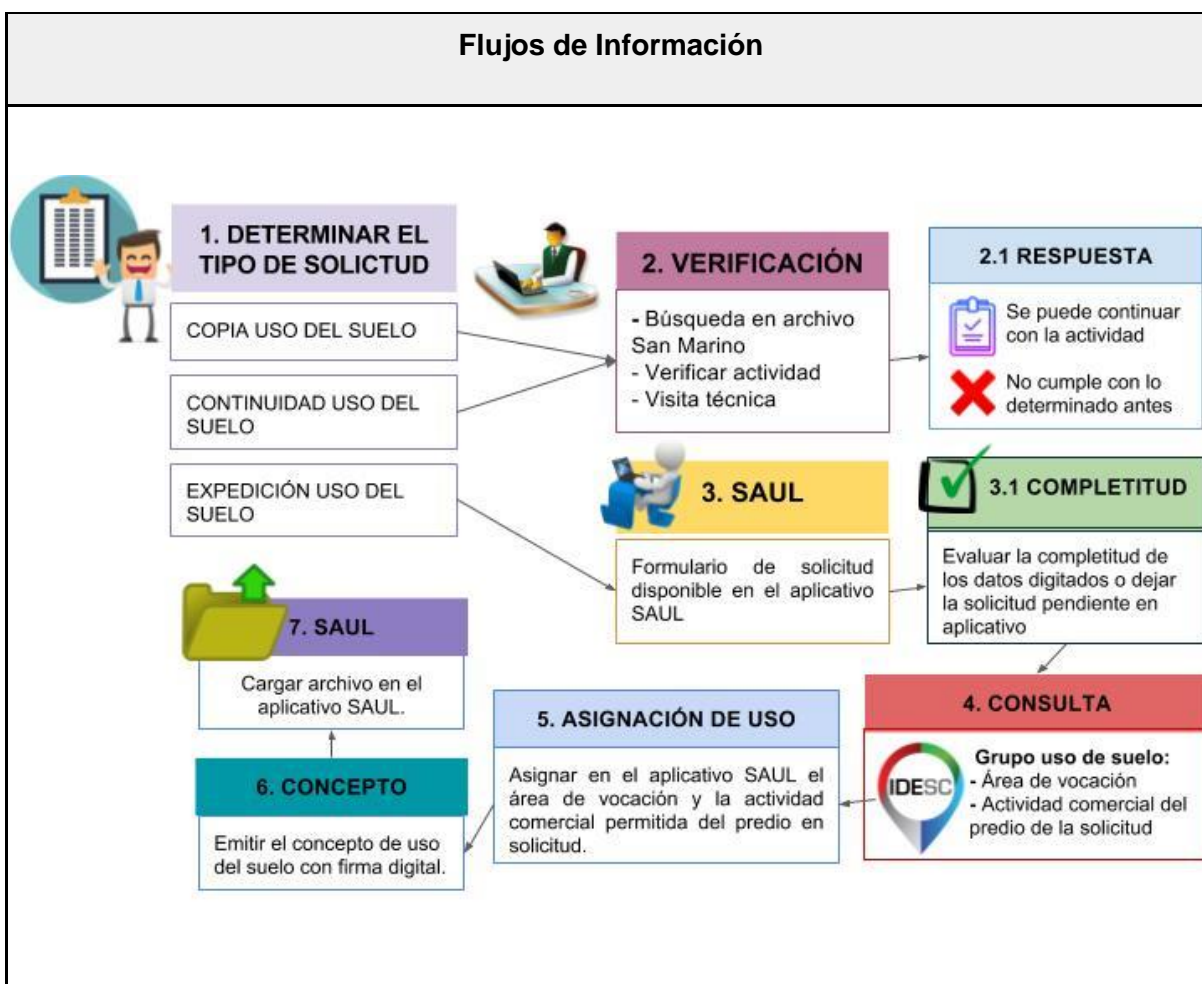 Flujos de Información
1. DETERMINAR EL
TIPO DE SOLICTUD
COPIA USO DEL SUELO
CONTINUIDAD USO DEL
SUELO
EXPEDICIÓN USO DEL
SUELO
2. VERIFICACIÓN
- Búsqueda en archivo
San Marino
- Verificar actividad
- Visita técnica
2.1 RESPUESTA
Se puede continuar
con la actividad
No cumple con lo
determinado antes
3. SAUL
Formulario de solicitud
disponible en el aplicativo
SAUL
3.1 COMPLETITUD
Evaluar la completitud de
los datos digitados o dejar
la solicitud pendiente en
aplicativo
4. CONSULTA
IDESC
Grupo uso de suelo:
- Área de vocación
- Actividad comercial del
predio de la solicitud
5. ASIGNACIÓN DE USO
Asignar en el aplicativo SAUL el
área de vocación y la actividad
comercial permitida del predio en
solicitud.
6. CONCEPTO
Emitir el concepto de uso
del suelo con firma digital.
7. SAUL
Cargar archivo en el
aplicativo SAUL.